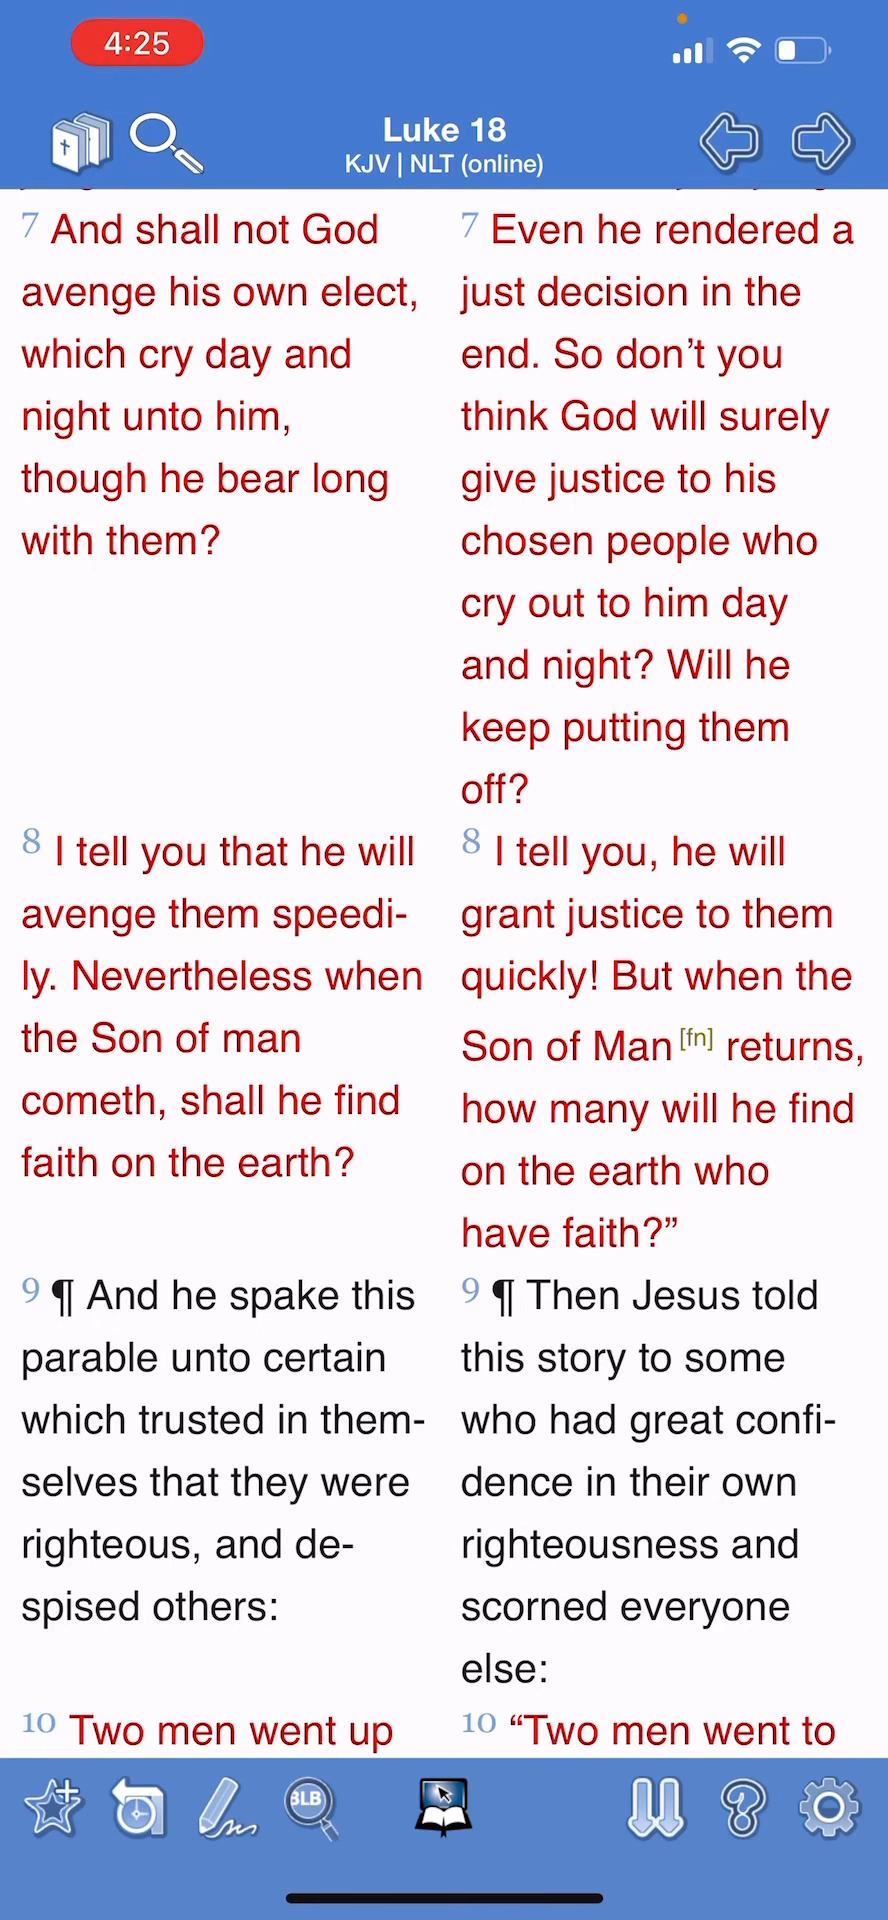 4:25
Luke 18
KJV | NLT (online)
7 And shall not God
avenge his own elect,
which cry day and
night unto him,
though he bear long
with them?
7 Even he rendered a
just decision in the
end. So don’t you
think God will surely
give justice to his
chosen people who
cry out to him day
and night? Will he
keep putting them
off?
8 I tell you that he will
avenge them speedi-
ly. Nevertheless when
the Son of man
cometh, shall he find
faith on the earth?
8 I tell you, he will
grant justice to them
quickly! But when the
Son of Man [fn] returns,
how many will he find
on the earth who
have faith?”
9 ¶ And he spake this
parable unto certain
which trusted in them-
selves that they were
righteous, and de-
spised others:
9 ¶ Then Jesus told
this story to some
who had great confi-
dence in their own
righteousness and
scorned everyone
else:
10 Two men went up
10 “Two men went to
BLB